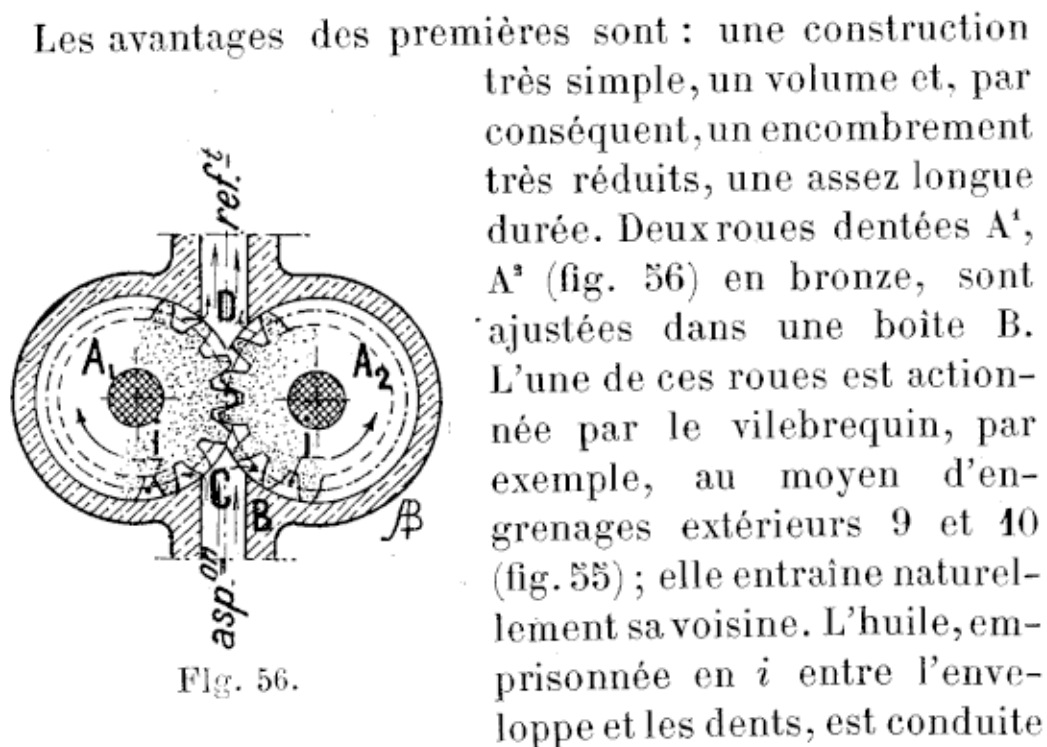 Les avantages des premières sont : une construction
très simple, un volume et, par
conséquent, un encombrement
très réduits, une assez longue
durée. Deux roues dentées A¹,
A² (fig. 56) en bronze, sont
ajustées dans une boîte B.
L'une de ces roues est action-
née par le vilebrequin, par
exemple, au moyen d'en-
grenages extérieurs 9 et 10
(fig. 55) ; elle entraîne naturel-
lement sa voisine. L'huile, em-
prisonnée en i entre l'enve-
loppe et les dents, est conduite
ref.t
D
A1
A2
i
i
C
B
asp.on
Fig. 56.